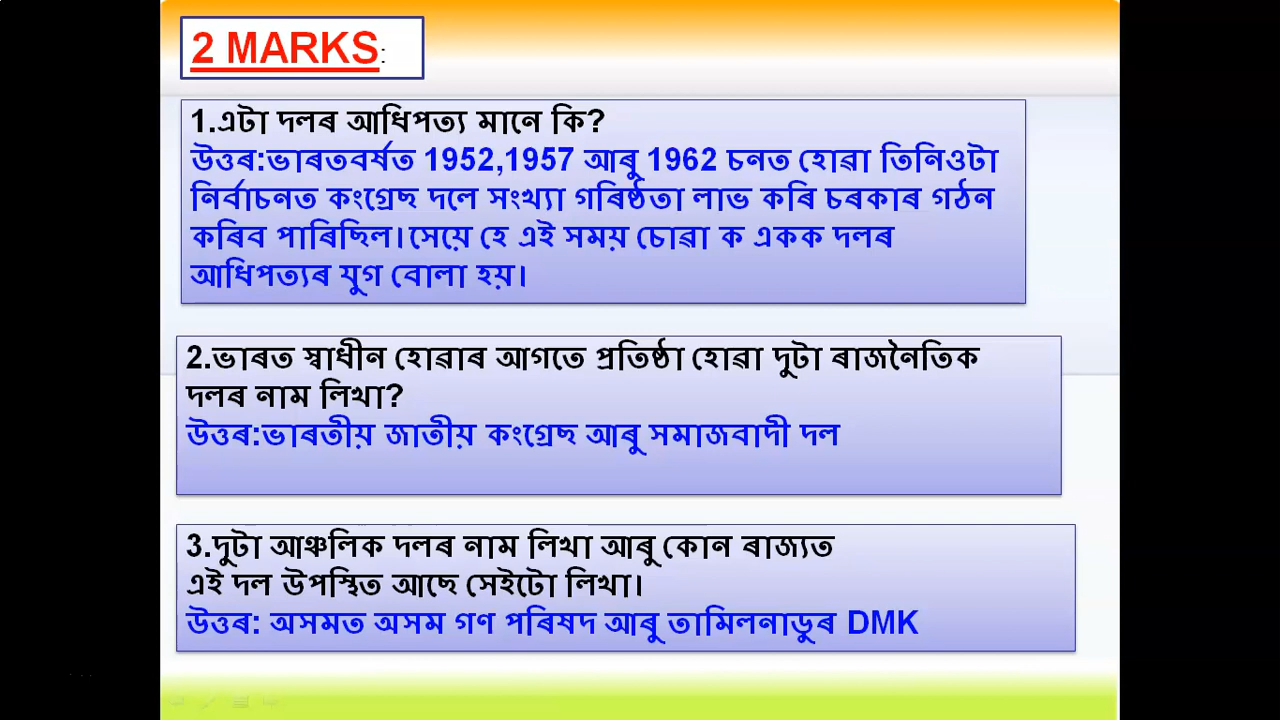 2 MARKS:
1.এটা দলৰ আধিপত্য মানে কি?
উত্তৰ:ভাৰতবৰ্ষত 1952,1957 আৰু 1962 চনত হোৱা তিনিওটা
নিৰ্বাচনত কংগ্ৰেছ দলে সংখ্যা গৰিষ্ঠতা লাভ কৰি চৰকাৰ গঠন
কৰিব পাৰিছিল। সেয়ে হে এই সময় চোৱা ক একক দলৰ
আধিপত্যৰ যুগ বোলা হয়।
2.ভাৰত স্বাধীন হোৱাৰ আগতে প্ৰতিষ্ঠা হোৱা দুটা ৰাজনৈতিক
দলৰ নাম লিখা?
উত্তৰ:ভাৰতীয় জাতীয় কংগ্ৰেছ আৰু সমাজবাদী দল
3.দুটা আঞ্চলিক দলৰ নাম লিখা আৰু কোন ৰাজ্যত
এই দল উপস্থিত আছে সেইটো লিখা।
উত্তৰ: অসমত অসম গণ পৰিষদ আৰু তামিলনাডুৰ DMK